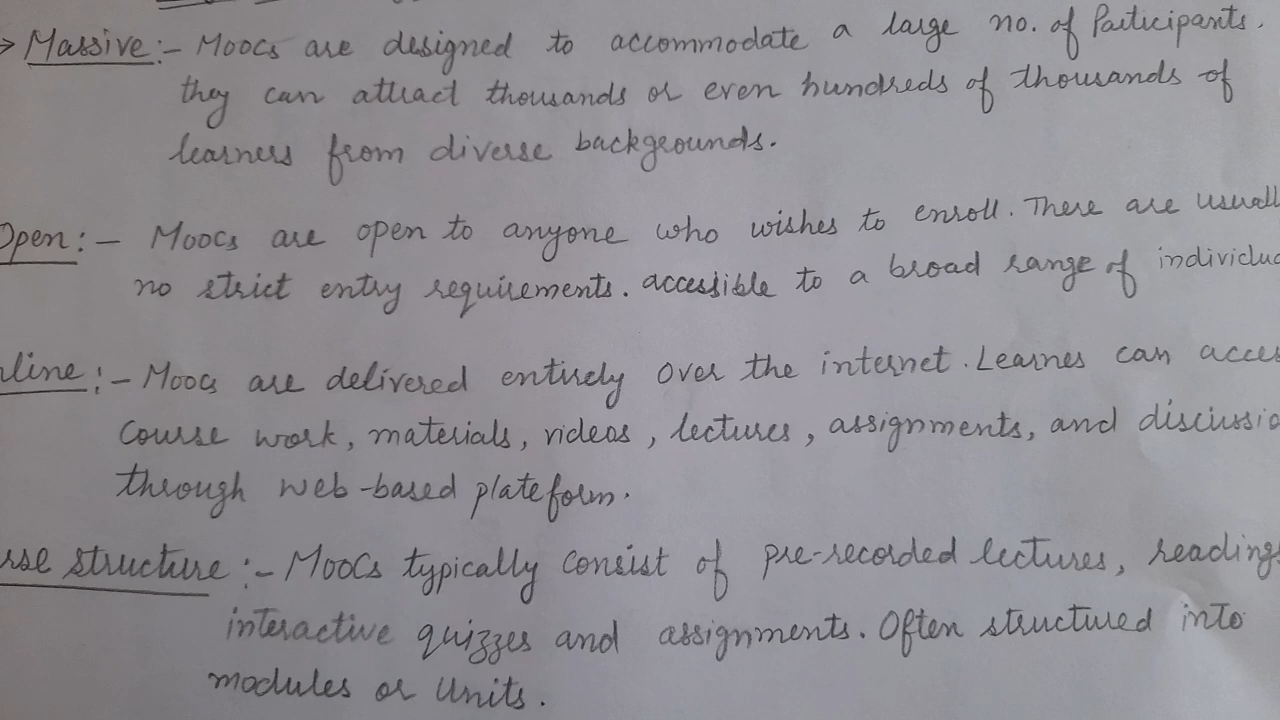 → Massive:- Moocs are designed to accommodate a large no. of Participants.
they can attract thousands or even hundreds of thousands of
learners from diverse backgrounds.
Open:- Moocs are open to anyone who wishes to enroll. There are usuall
no strict entry requirements. accessible to a broad range of individua
nline:- Moocs are delivered entirely over the internet. Learnes can acces
course work, materials, videos, lectures, assignments, and discussio
through web-based plateform.
rse structure:- MOOCs typically consist of pre-recorded lectures, readings
interactive quizzes and assignments. Often structured into
modules or Units.